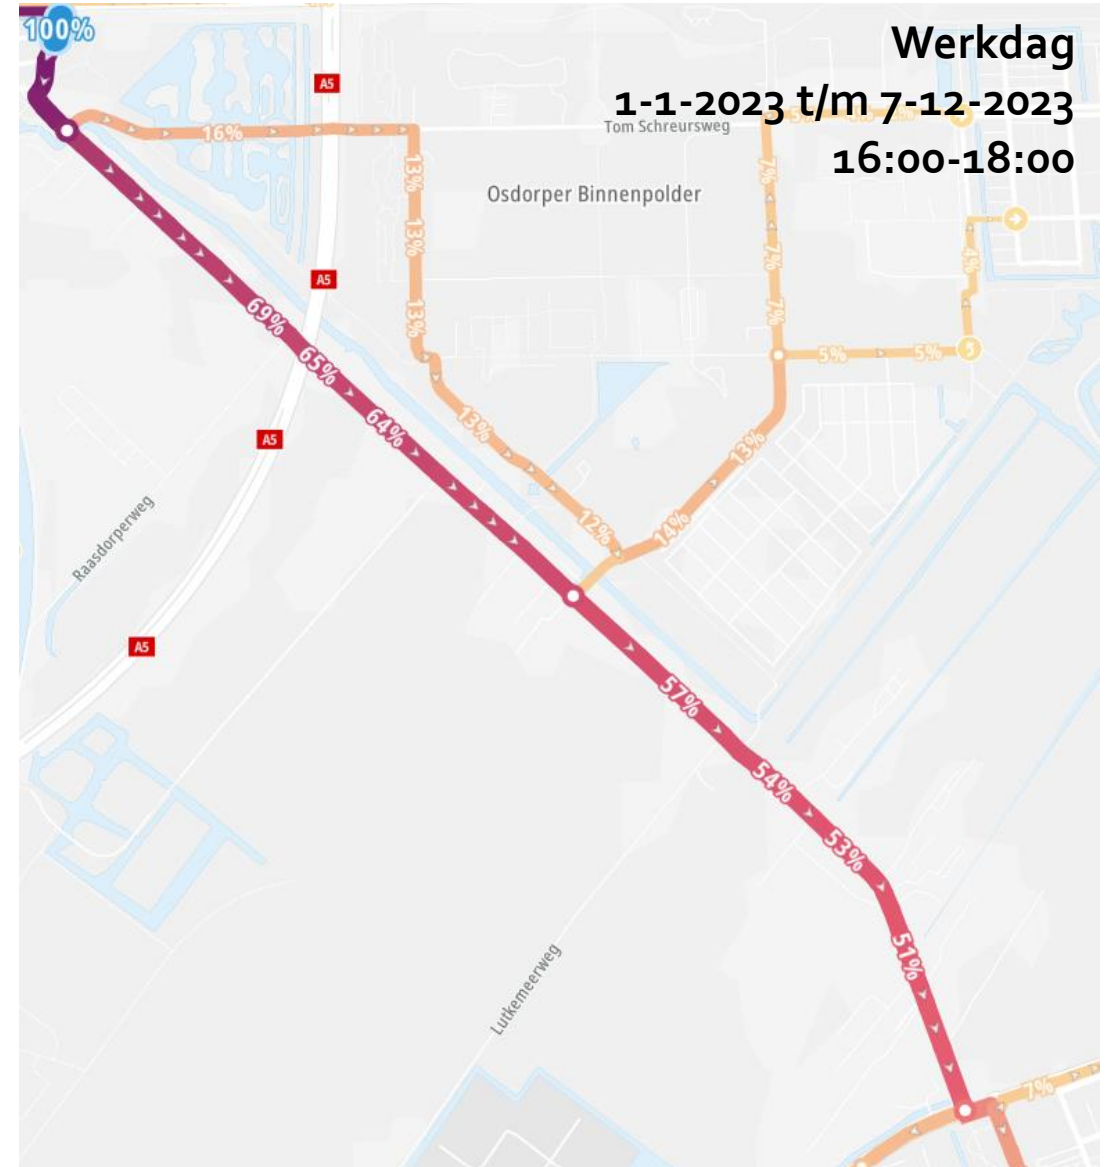 100%
Werkdag
1-1-2023 t/m 7-12-2023
16:00-18:00
A5
Tom Schreursweg
16%
13%
7%
Osdorper Binnenpolder
13%
7%
4%
A5
69%
13%
7%
65%
5%
5%
5
64%
13%
13%
A5
Raasdorperweg
12%
14%
A5
57%
54%
53%
51%
Lutkemeerweg
7%